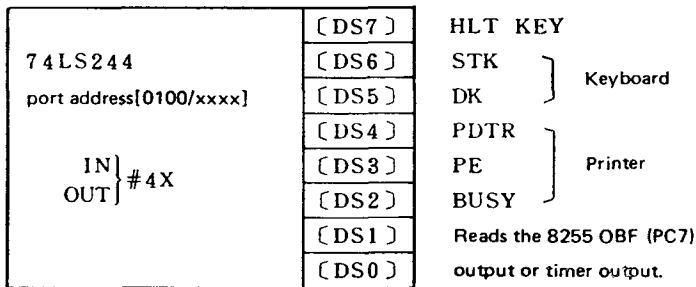 〔DS7〕 HLT KEY
74LS244 〔DS6〕 STK
Keyboard
port address[0100/xxxx] 〔DS5〕 DK
〔DS4〕 PDTR
IN 〔DS3〕 PE Printer
OUT #4X
〔DS2〕 BUSY
〔DS1〕 Reads the 8255 OBF (PC7)
〔DS0〕 output or timer output.